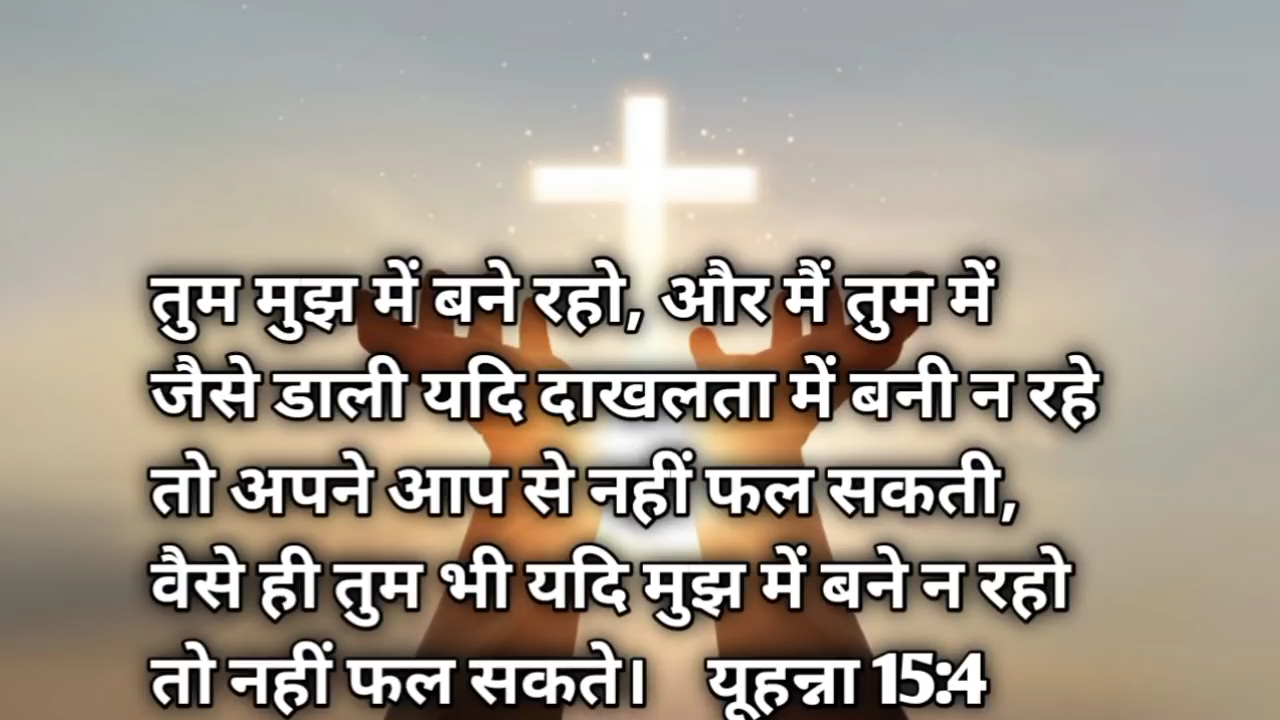 तुम मुझ में बने रहो, और मैं तुम में
जैसे डाली यदि दाखलता में बनी न रहे
तो अपने आप से नहीं फल सकती,
वैसे ही तुम भी यदि मुझ में बने न रहो
तो नहीं फल सकते। यूहन्ना 15:4